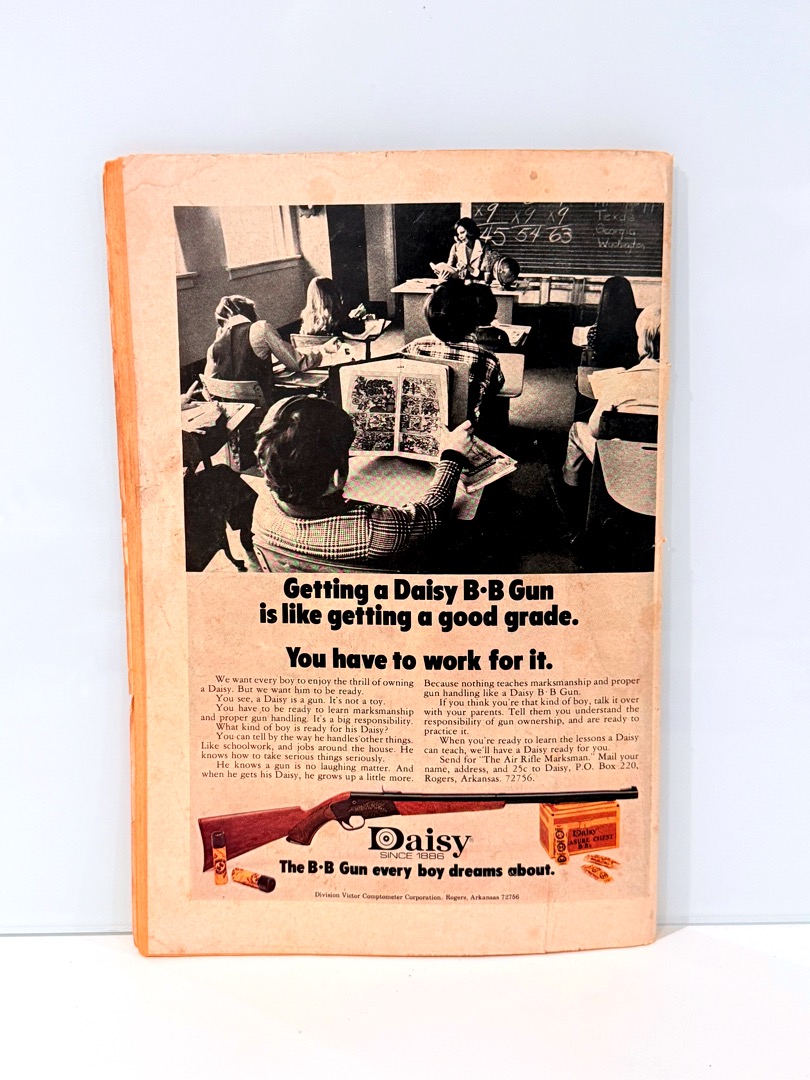 x9 x9 x9
45 54 63
Texas
Georgia
Washington
Getting a Daisy B·B Gun
is like getting a good grade.
You have to work for it.
We want every boy to enjoy the thrill of owning
a Daisy. But we want him to be ready.
You see, a Daisy is a gun. It's not a toy.
You have to be ready to learn marksmanship
and proper gun handling. It's a big responsibility.
What kind of boy is ready for his Daisy?
You can tell by the way he handles other things.
Like schoolwork, and jobs around the house. He
knows how to take serious things seriously.
He knows a gun is no laughing matter. And
when he gets his Daisy, he grows up a little more.
Because nothing teaches marksmanship and proper
gun handling like a Daisy B·B Gun.
If you think you're that kind of boy, talk it over
with your parents. Tell them you understand the
responsibility of gun ownership, and are ready to
practice it.
When you're ready to learn the lessons a Daisy
can teach, we'll have a Daisy ready for you.
Send for "The Air Rifle Marksman." Mail your
name, address, and 25c to Daisy, P.O. Box 220,
Rogers, Arkansas. 72756.
Daisy
SINCE 1886
DAISY
CHEST
The B·B Gun every boy dreams about.
Division Victor Comptometer Corporation. Rogers, Arkansas 72756